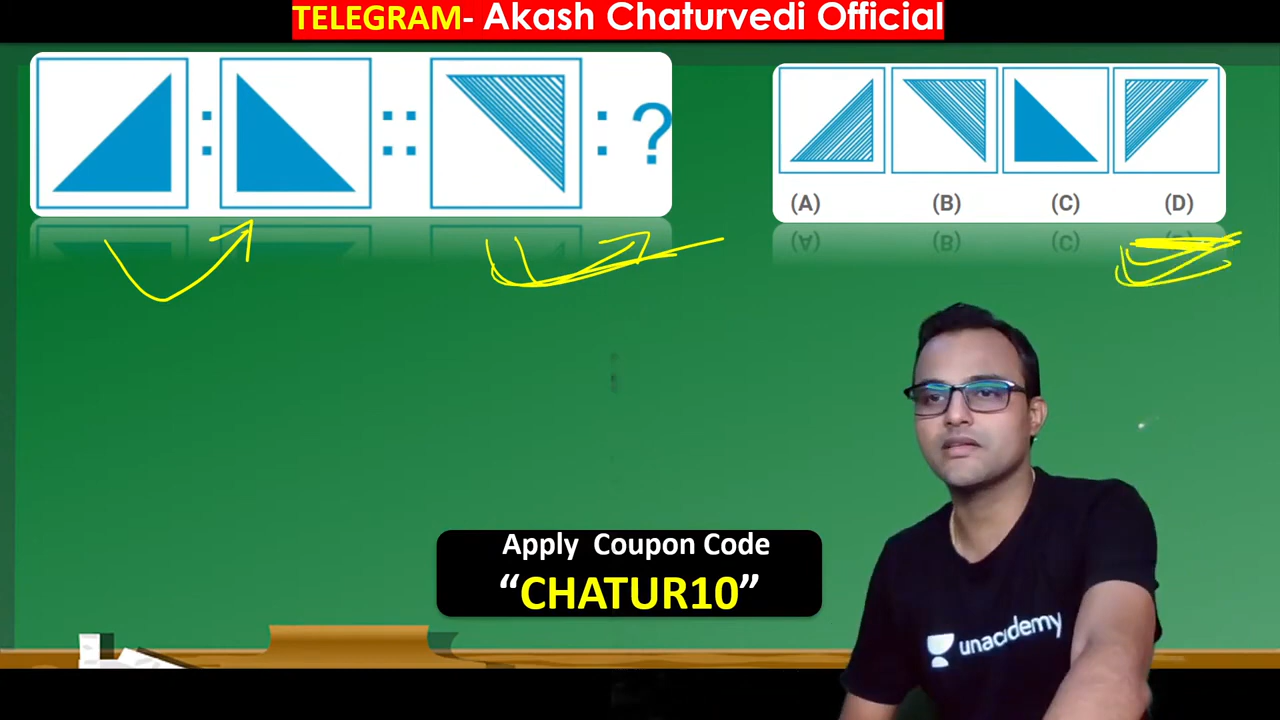 TELEGRAM- Akash Chaturvedi Official
: :: : ?
(A) (B) (C) (D)
Apply Coupon Code
“CHATUR10”
unacademy